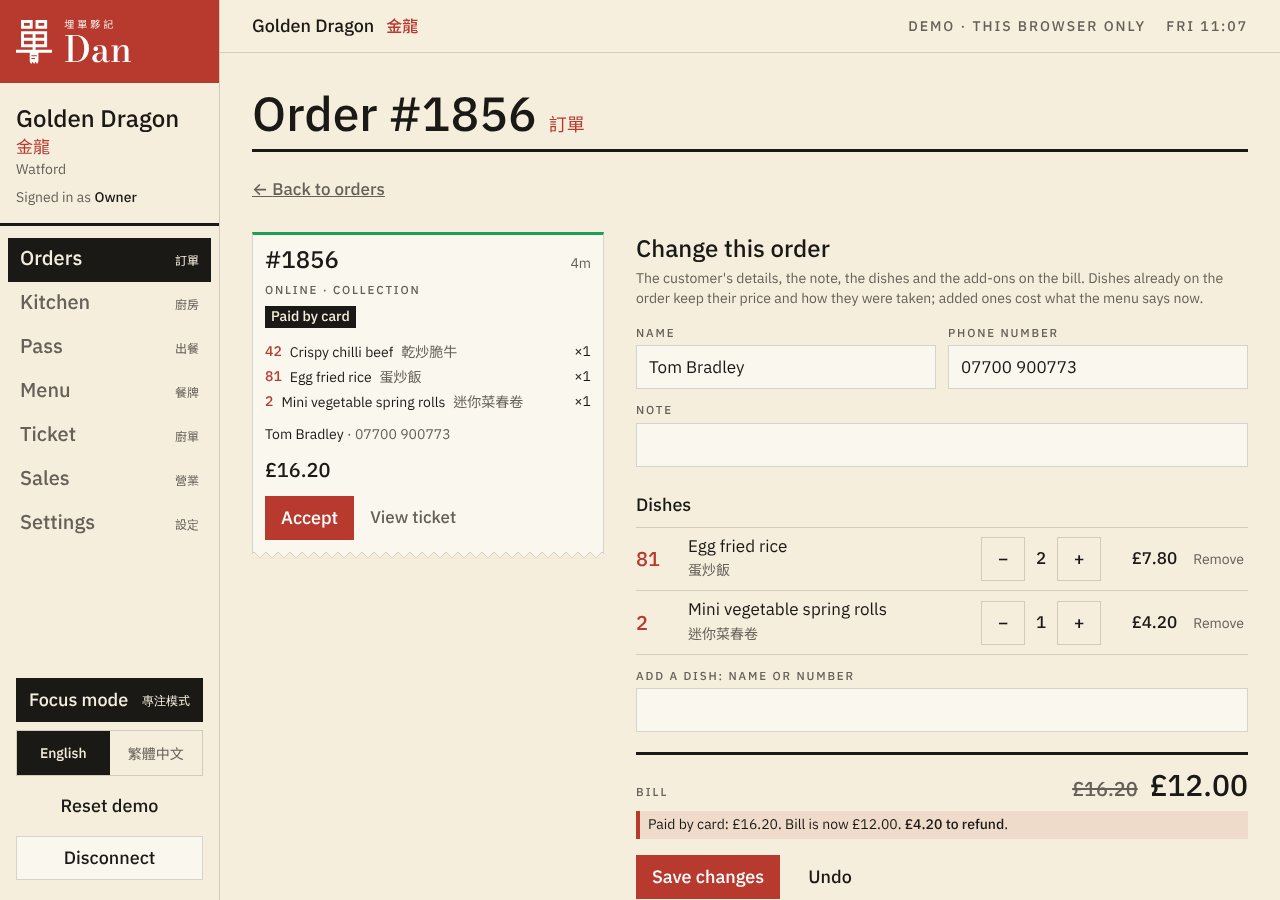 單 埋單夥記
Dan
Golden Dragon
金龍
Watford
Signed in as Owner
Orders 訂單
Kitchen 廚房
Pass 出餐
Menu 餐牌
Ticket 廚單
Sales 營業
Settings 設定
Focus mode 專注模式
English 繁體中文
Reset demo
Disconnect
Golden Dragon 金龍 DEMO · THIS BROWSER ONLY FRI 11:07
Order #1856 訂單
← Back to orders
#1856 4m
ONLINE · COLLECTION
Paid by card
42 Crispy chilli beef 乾炒脆牛 ×1
81 Egg fried rice 蛋炒飯 ×1
2 Mini vegetable spring rolls 迷你菜春卷 ×1
Tom Bradley · 07700 900773
£16.20
Accept View ticket
Change this order
The customer's details, the note, the dishes and the add-ons on the bill. Dishes already on the
order keep their price and how they were taken; added ones cost what the menu says now.
NAME PHONE NUMBER
Tom Bradley 07700 900773
NOTE
Dishes
81 Egg fried rice − 2 + £7.80 Remove
蛋炒飯
2 Mini vegetable spring rolls − 1 + £4.20 Remove
迷你菜春卷
ADD A DISH: NAME OR NUMBER
BILL £16.20 £12.00
Paid by card: £16.20. Bill is now £12.00. £4.20 to refund.
Save changes Undo